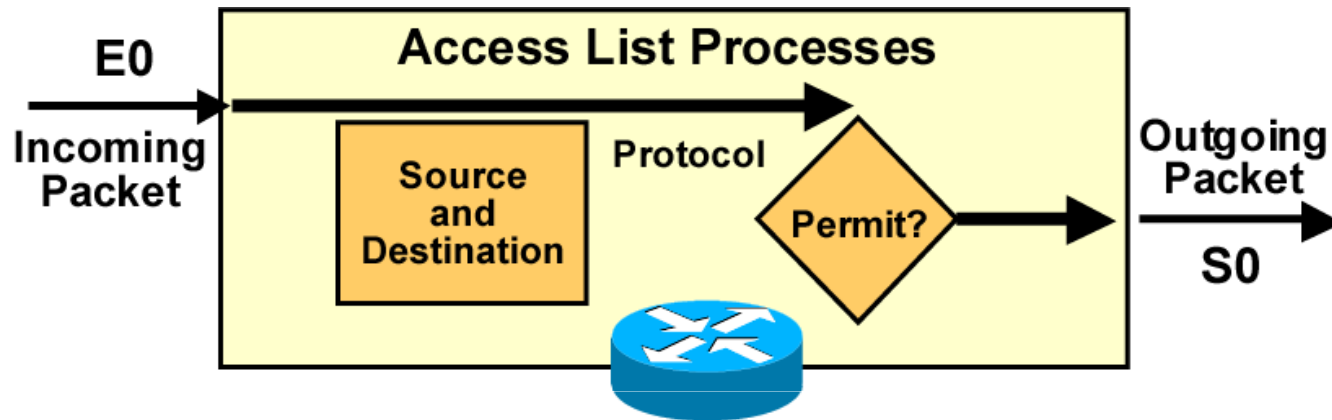 E0
Incoming
Packet
Access List Processes
Source
and
Destination
Protocol
Permit?
Outgoing
Packet
S0